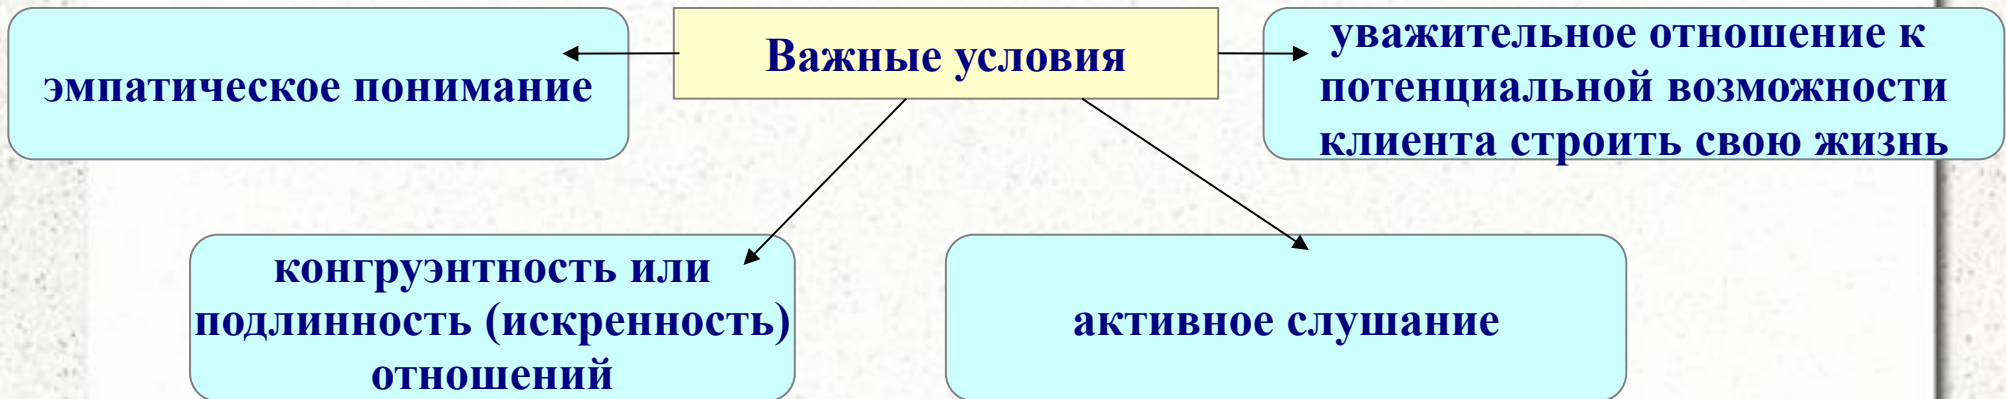 Важные условия
эмпатическое понимание
уважительное отношение к
потенциальной возможности
клиента строить свою жизнь
конгруэнтность или
подлинность (искренность)
отношений
активное слушание